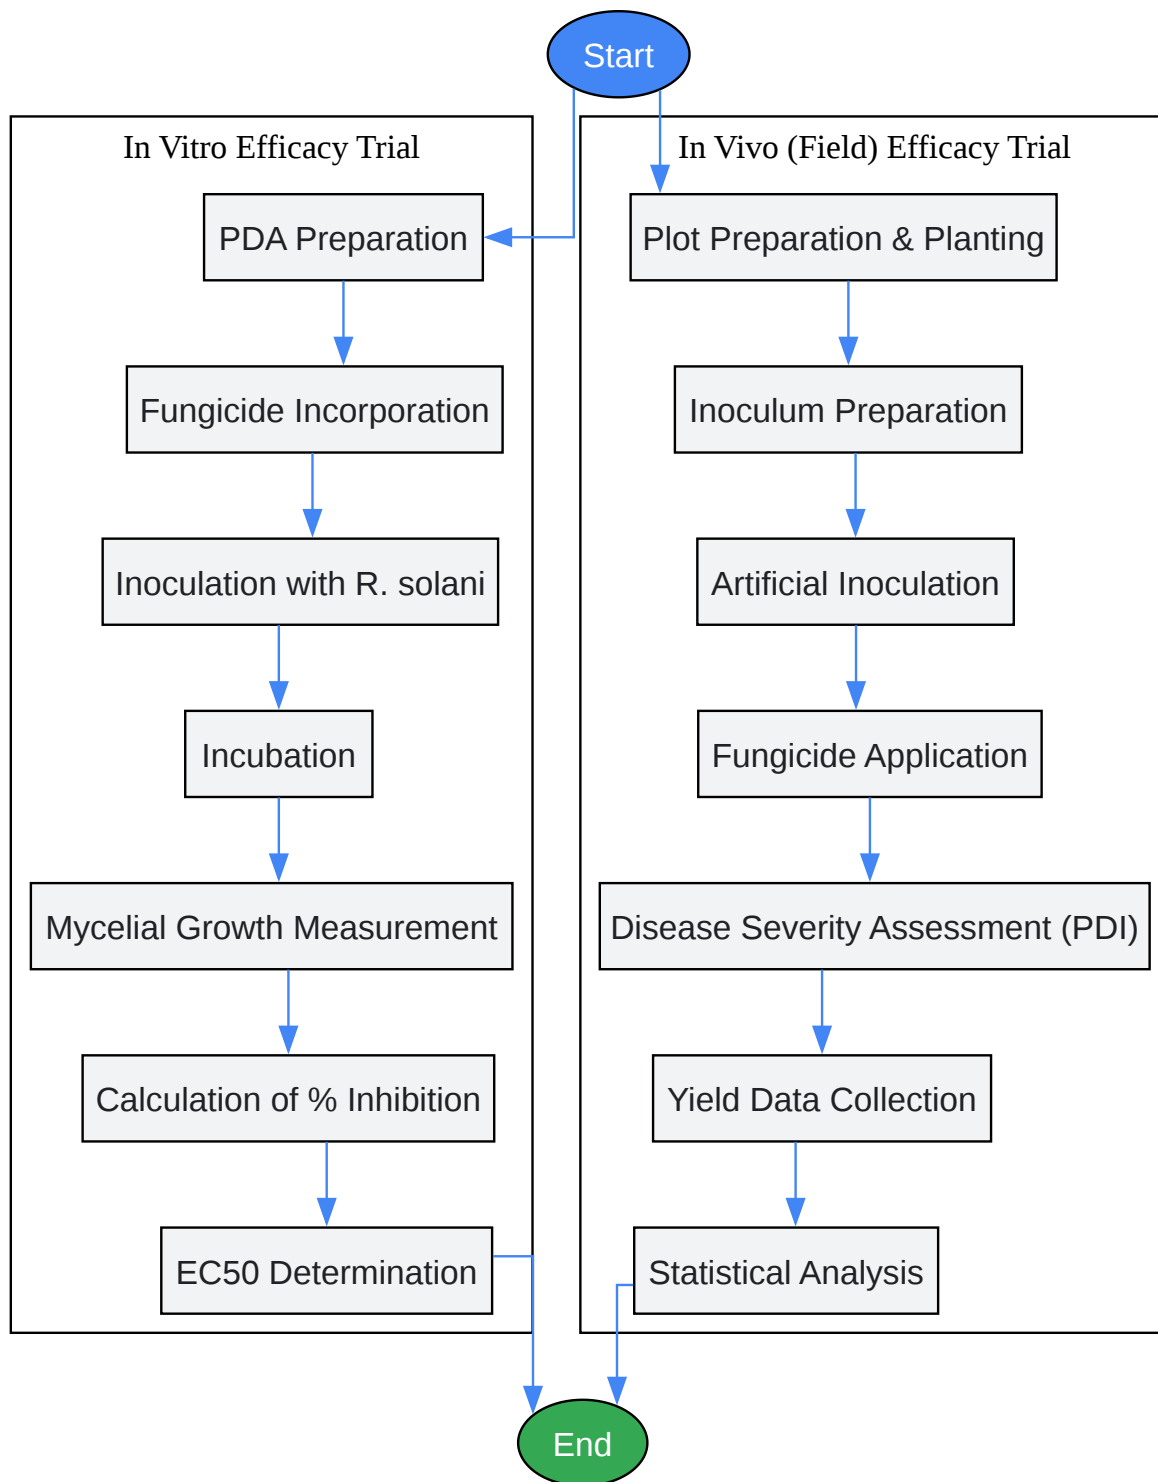 Start
In Vitro Efficacy Trial
PDA Preparation
Fungicide Incorporation
Inoculation with R. solani
Incubation
Mycelial Growth Measurement
Calculation of % Inhibition
EC50 Determination
In Vivo (Field) Efficacy Trial
Plot Preparation & Planting
Inoculum Preparation
Artificial Inoculation
Fungicide Application
Disease Severity Assessment (PDI)
Yield Data Collection
Statistical Analysis
End